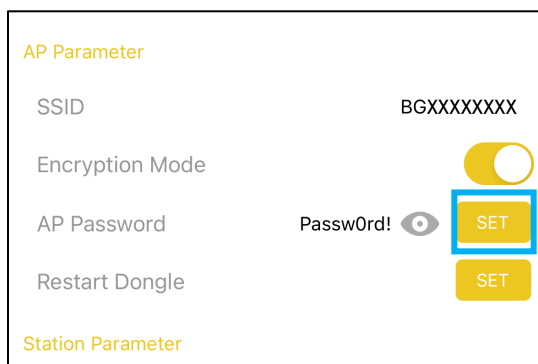 AP Parameter
SSID BGXXXXXXXX
Encryption Mode
AP Password Passw0rd! SET
Restart Dongle SET
Station Parameter